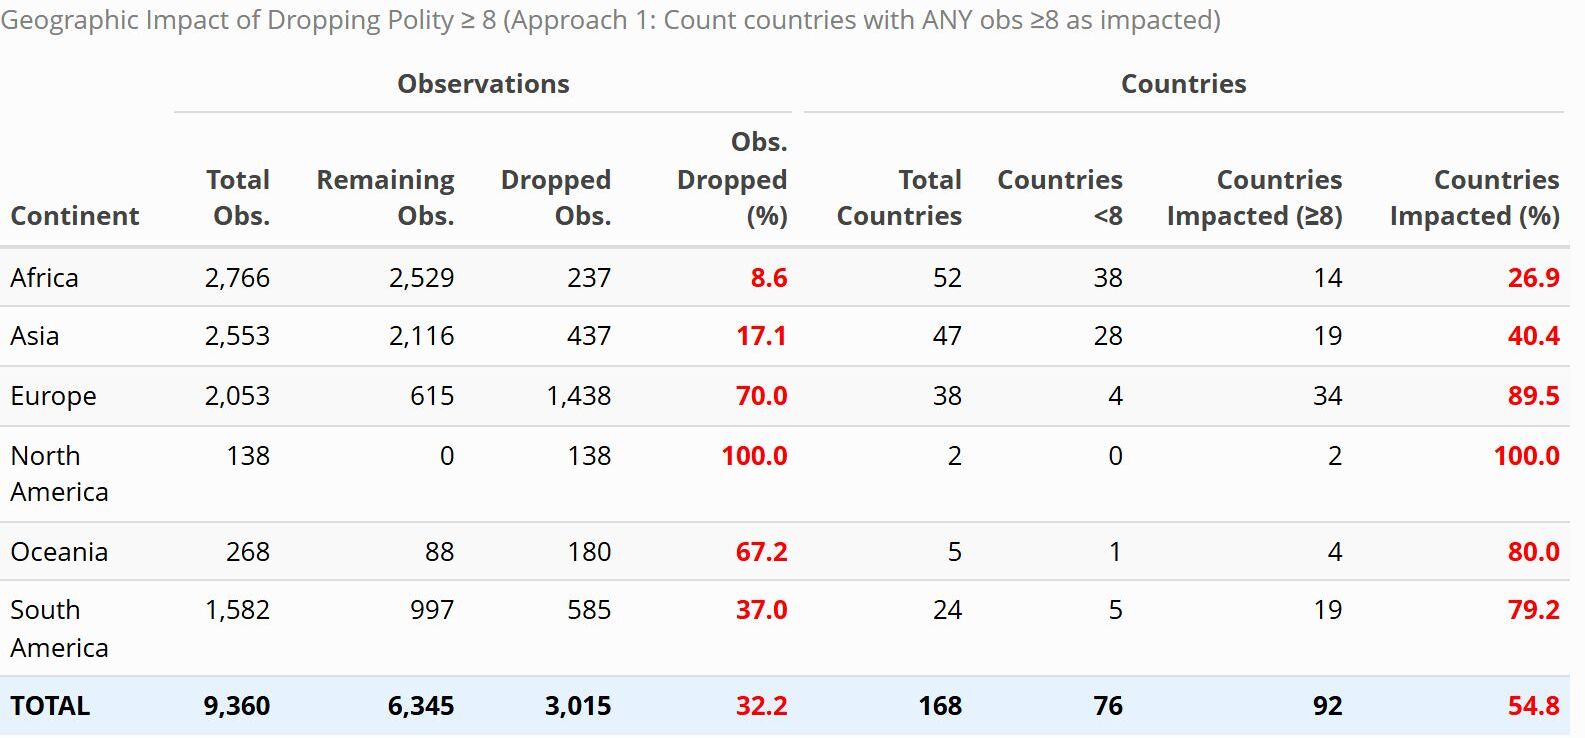 Geographic Impact of Dropping Polity ≥ 8 (Approach 1: Count countries with ANY obs ≥8 as impacted)
Observations Countries
Continent Total Obs. Remaining Obs. Dropped Obs. Obs. Dropped (%) Total Countries Countries <8 Countries Impacted (≥8) Countries Impacted (%)
Africa 2,766 2,529 237 8.6 52 38 14 26.9
Asia 2,553 2,116 437 17.1 47 28 19 40.4
Europe 2,053 615 1,438 70.0 38 4 34 89.5
North America 138 0 138 100.0 2 0 2 100.0
Oceania 268 88 180 67.2 5 1 4 80.0
South America 1,582 997 585 37.0 24 5 19 79.2
TOTAL 9,360 6,345 3,015 32.2 168 76 92 54.8